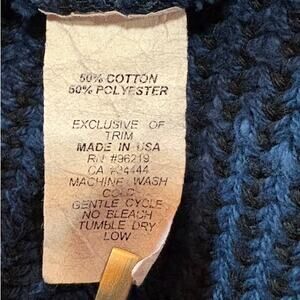 50% COTTON
50% POLYESTER
EXCLUSIVE OF
TRIM
MADE IN USA
RN #96219
CA #34444
MACHINE WASH
COLD
GENTLE CYCLE
NO BLEACH
TUMBLE DRY
LOW